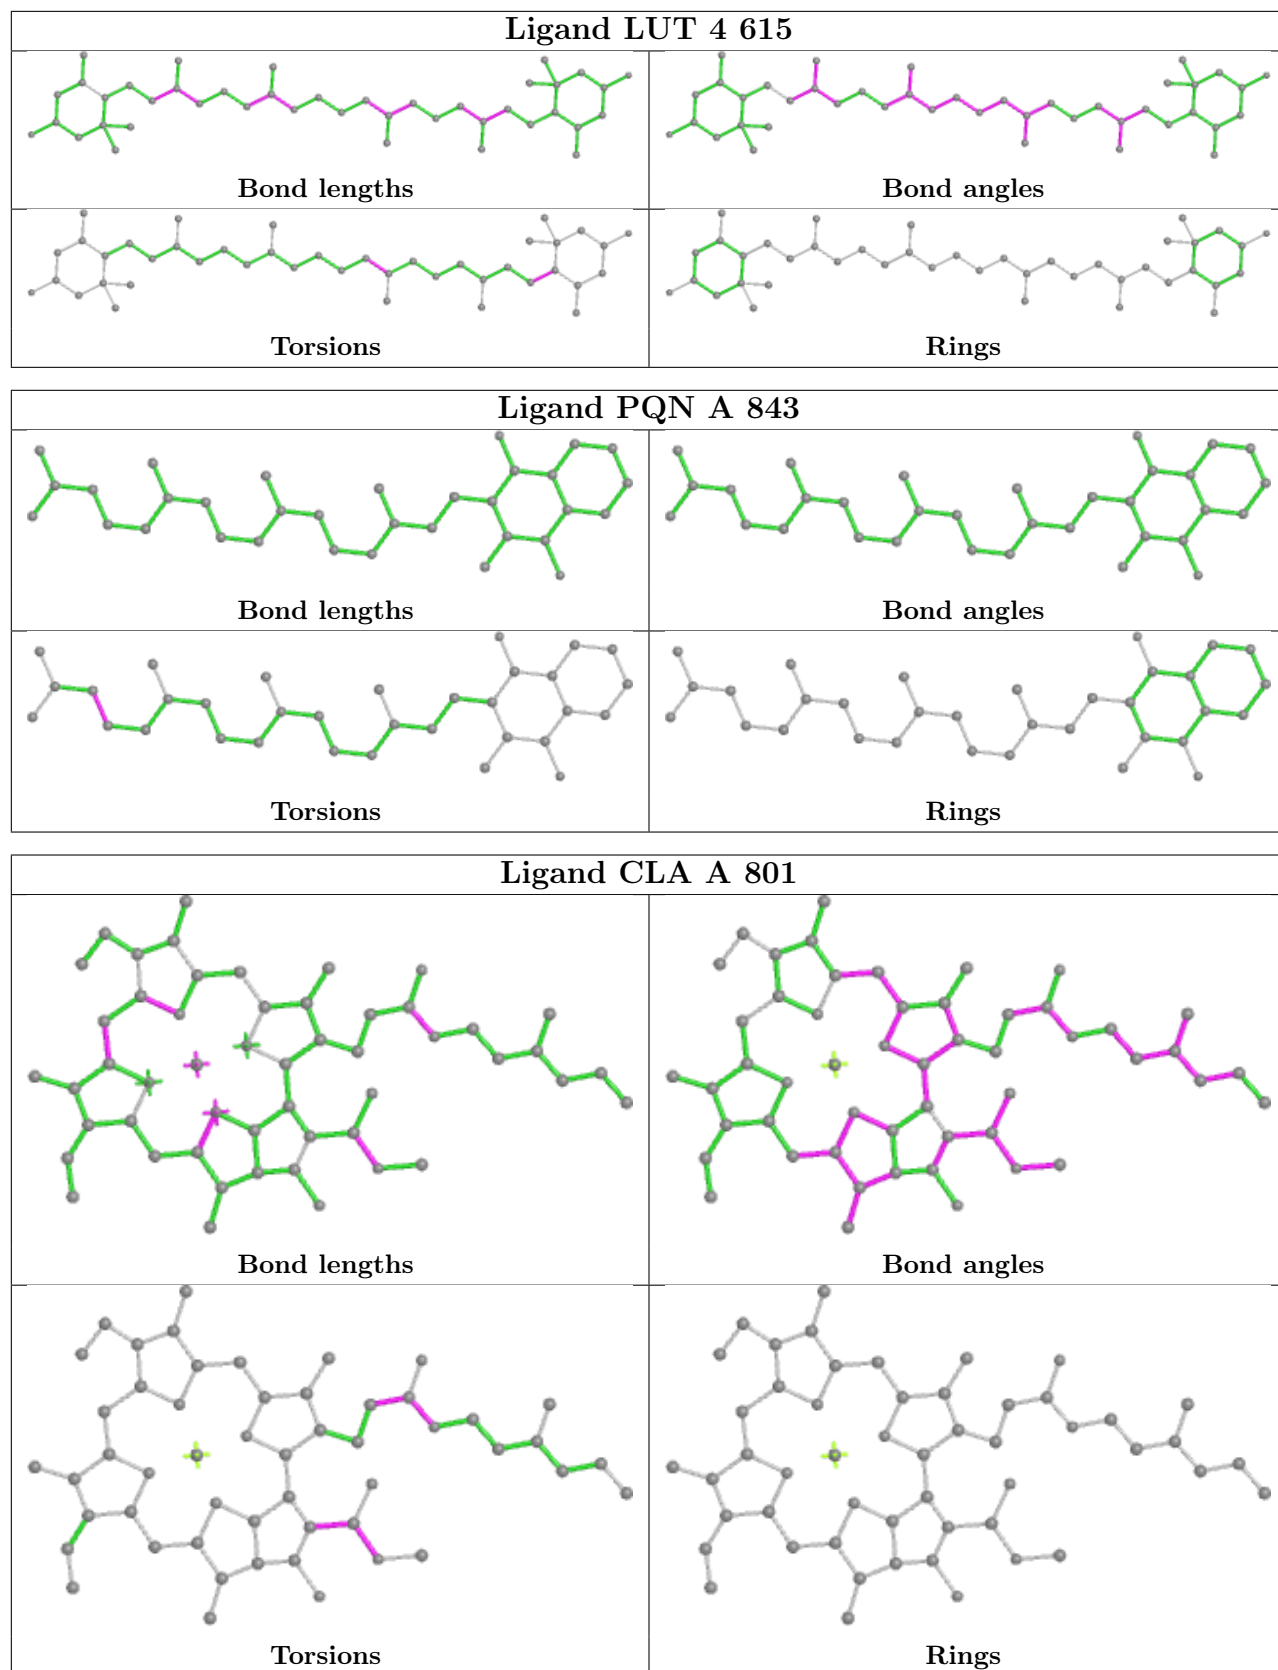 Ligand LUT 4 615
Bond lengths
Bond angles
Torsions
Rings
Ligand PQN A 843
Bond lengths
Bond angles
Torsions
Rings
Ligand CLA A 801
Bond lengths
Bond angles
Torsions
Rings